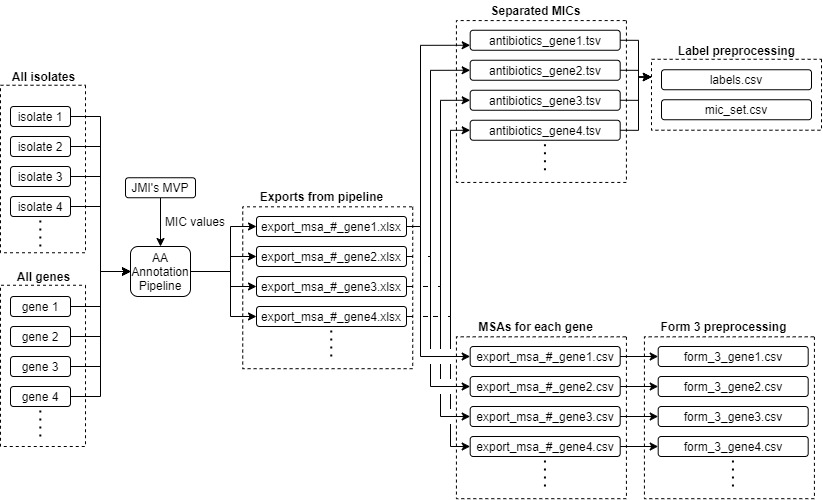 All isolates
isolate 1
isolate 2
isolate 3
isolate 4
All genes
gene 1
gene 2
gene 3
gene 4
JMI's MVP
MIC values
AA
Annotation
Pipeline
Exports from pipeline
export_msa_#_gene1.xlsx
export_msa_#_gene2.xlsx
export_msa_#_gene3.xlsx
export_msa_#_gene4.xlsx
Separated MICs
antibiotics_gene1.tsv
antibiotics_gene2.tsv
antibiotics_gene3.tsv
antibiotics_gene4.tsv
Label preprocessing
labels.csv
mic_set.csv
MSAs for each gene
export_msa_#_gene1.csv
export_msa_#_gene2.csv
export_msa_#_gene3.csv
export_msa_#_gene4.csv
Form 3 preprocessing
form_3_gene1.csv
form_3_gene2.csv
form_3_gene3.csv
form_3_gene4.csv